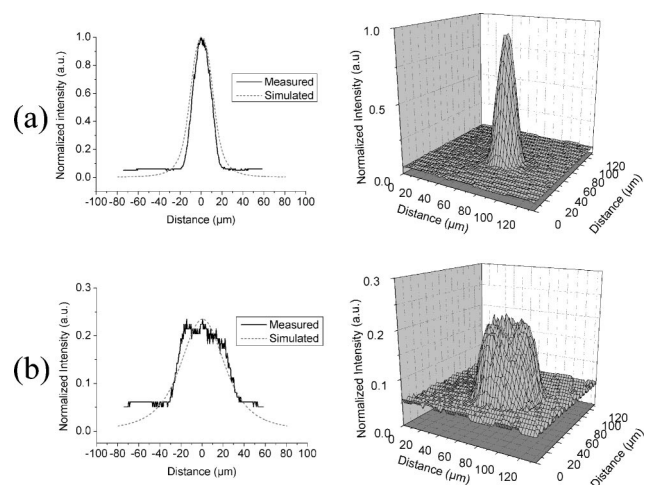 (a)
Normalized Intensity (a.u.)
1.0
0.8
0.6
0.4
0.2
0.0
-100 -80 -60 -40 -20 0 20 40 60 80 100
Distance (µm)
Measured
Simulated
Normalized intensity (a.u.)
1.0
0.5
0.0
0 20 40 60 80 100 120
Distance (µm)
0 20 40 60 80 100 120
Distance (µm)
(b)
Normalized Intensity (a.u.)
0.3
0.2
0.1
0.0
-100 -80 -60 -40 -20 0 20 40 60 80 100
Distance (µm)
Measured
Simulated
Normalized Intensity (a.u.)
0.3
0.2
0.1
0.0
0 20 40 60 80 100 120
Distance (µm)
0 20 40 60 80 100 120
Distance (µm)